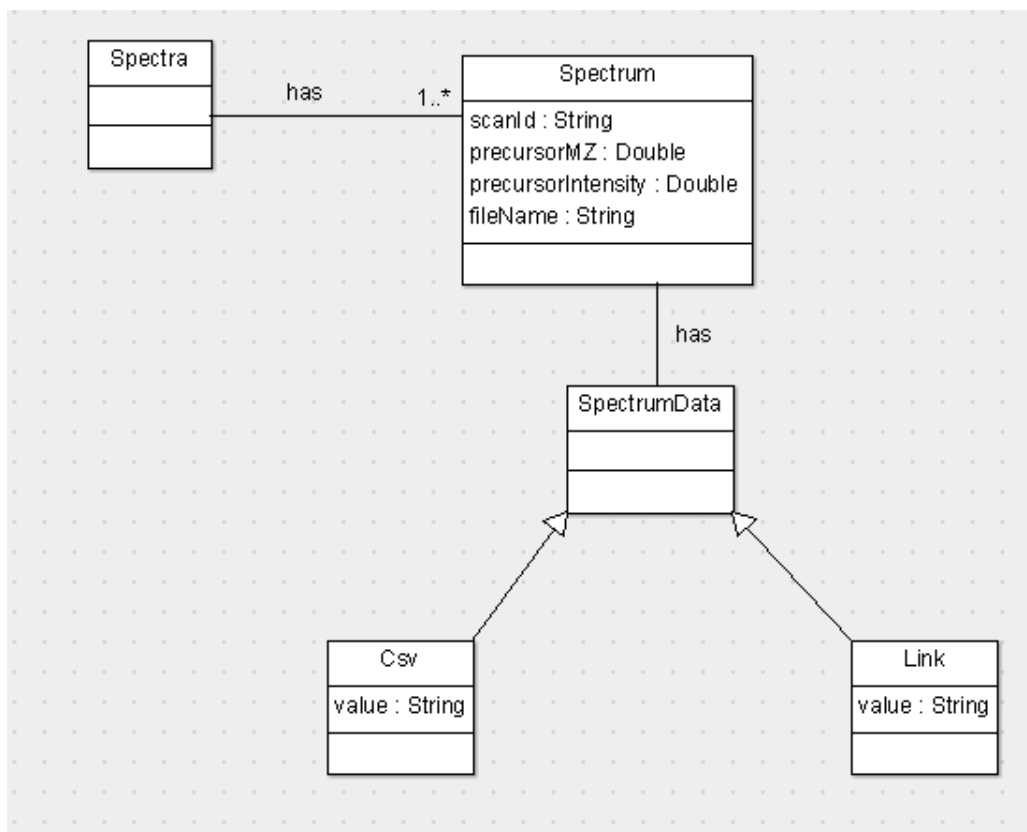 Spectra
has
1..*
Spectrum
scanId : String
precursorMZ : Double
precursorIntensity : Double
fileName : String
has
SpectrumData
Csv
value : String
Link
value : String